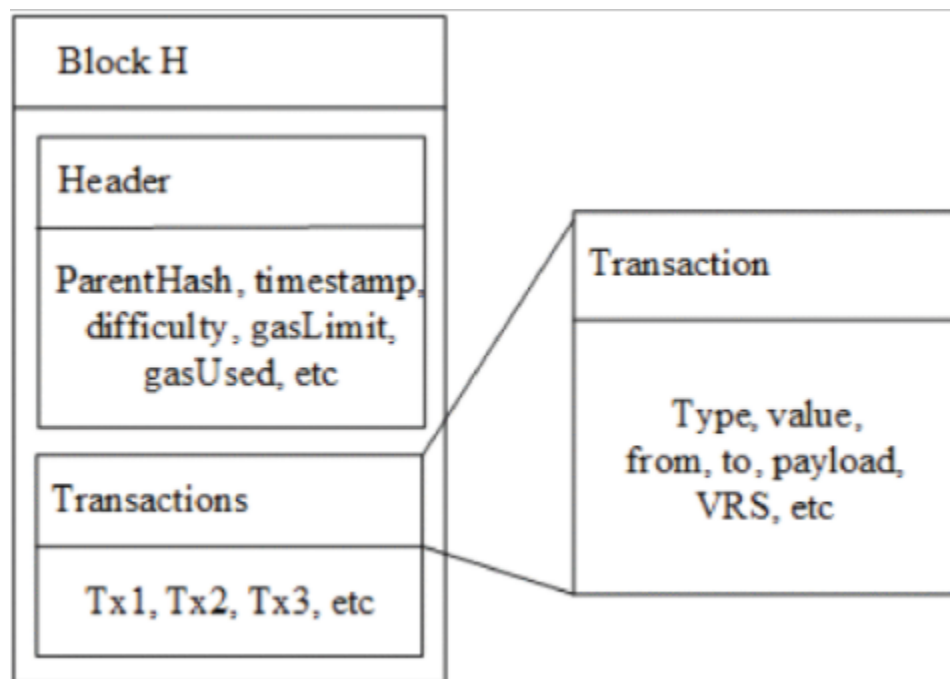 Block H
Header
ParentHash, timestamp,
difficulty, gasLimit,
gasUsed, etc
Transactions
Tx1, Tx2, Tx3, etc
Transaction
Type, value,
from, to, payload,
VRS, etc